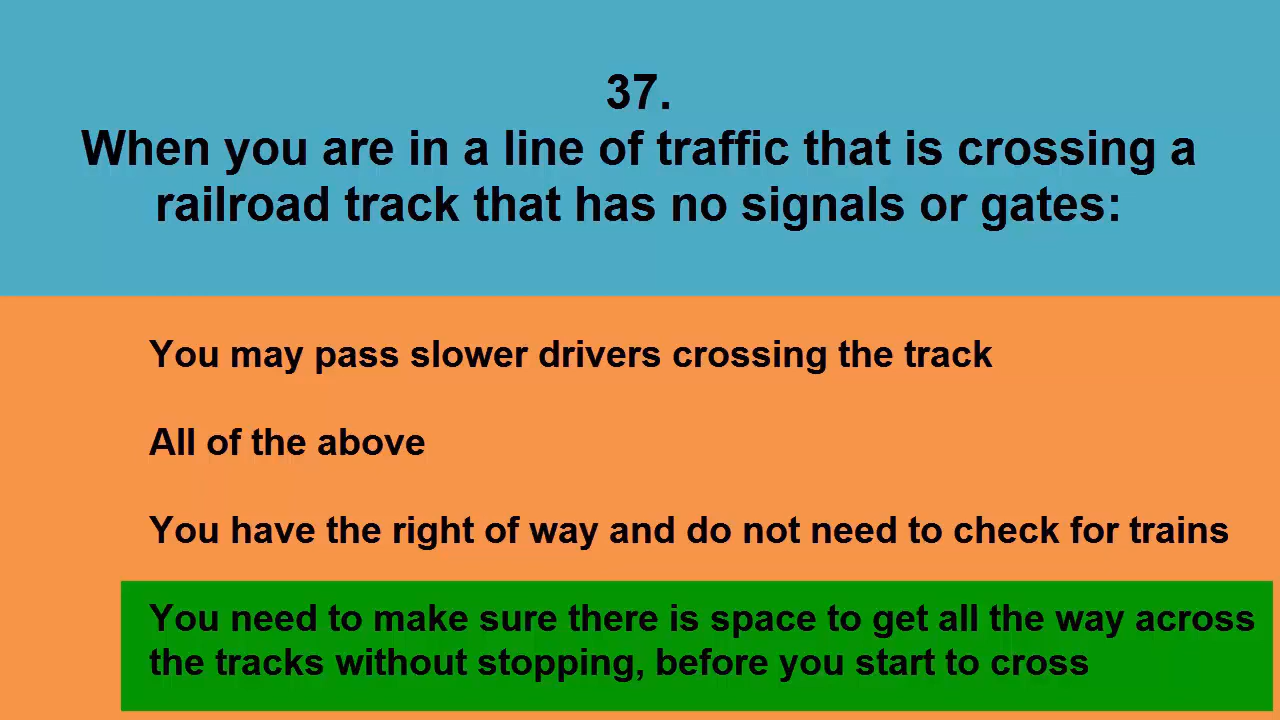 37.
When you are in a line of traffic that is crossing a
railroad track that has no signals or gates:
You may pass slower drivers crossing the track
All of the above
You have the right of way and do not need to check for trains
You need to make sure there is space to get all the way across
the tracks without stopping, before you start to cross